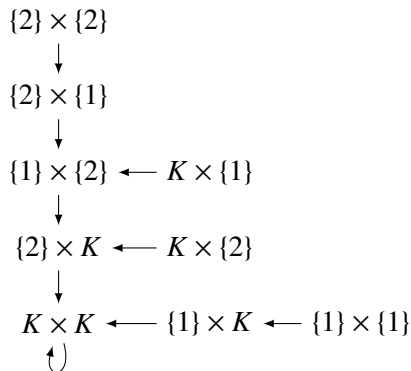 {2} × {2}
{2} × {1}
{1} × {2} K × {1}
{2} × K K × {2}
K × K {1} × K {1} × {1}